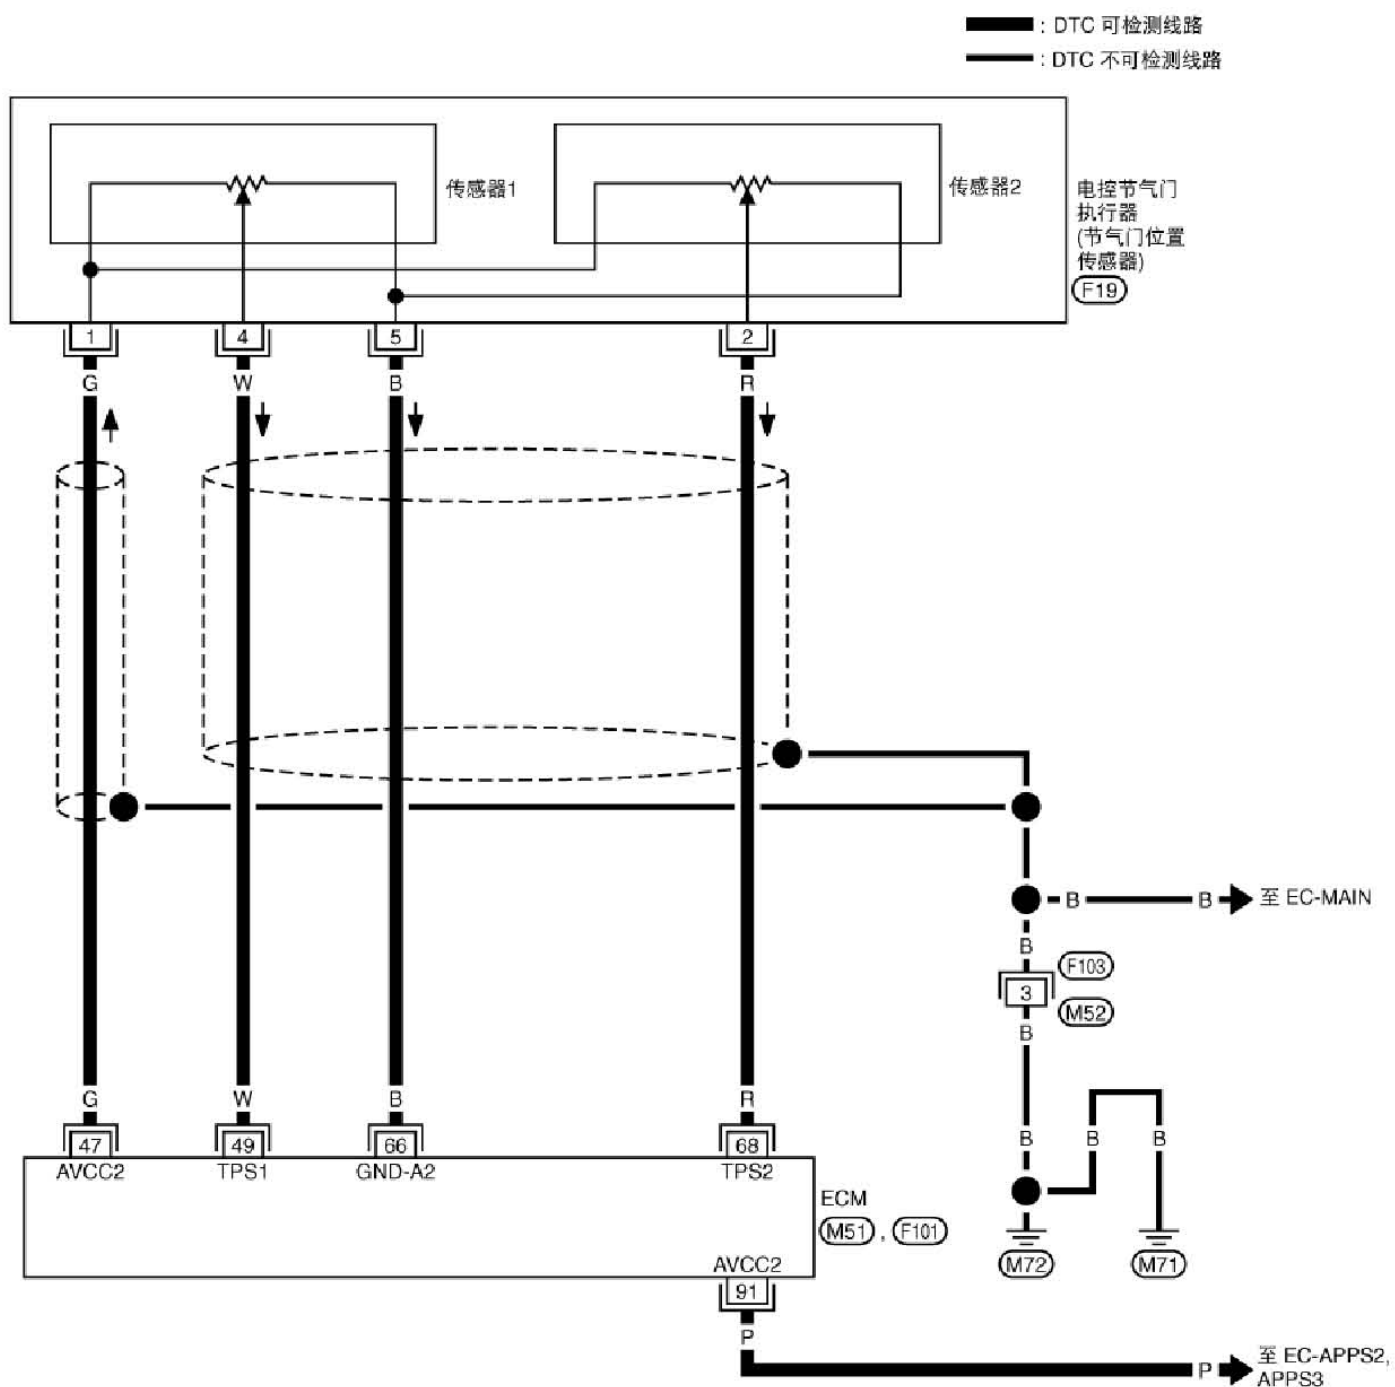 : DTC 可检测线路
: DTC 不可检测线路
传感器1
传感器2
电控节气门
执行器
(节气门位置
传感器)
F19
1 4 5 2
G W B R
B B 至 EC-MAIN
B
F103
3
M52
B
G W B R
B B B
47 49 66 68
AVCC2 TPS1 GND-A2 TPS2
ECM
M51 , F101
M72 M71
AVCC2
91
P
P 至 EC-APPS2,
APPS3